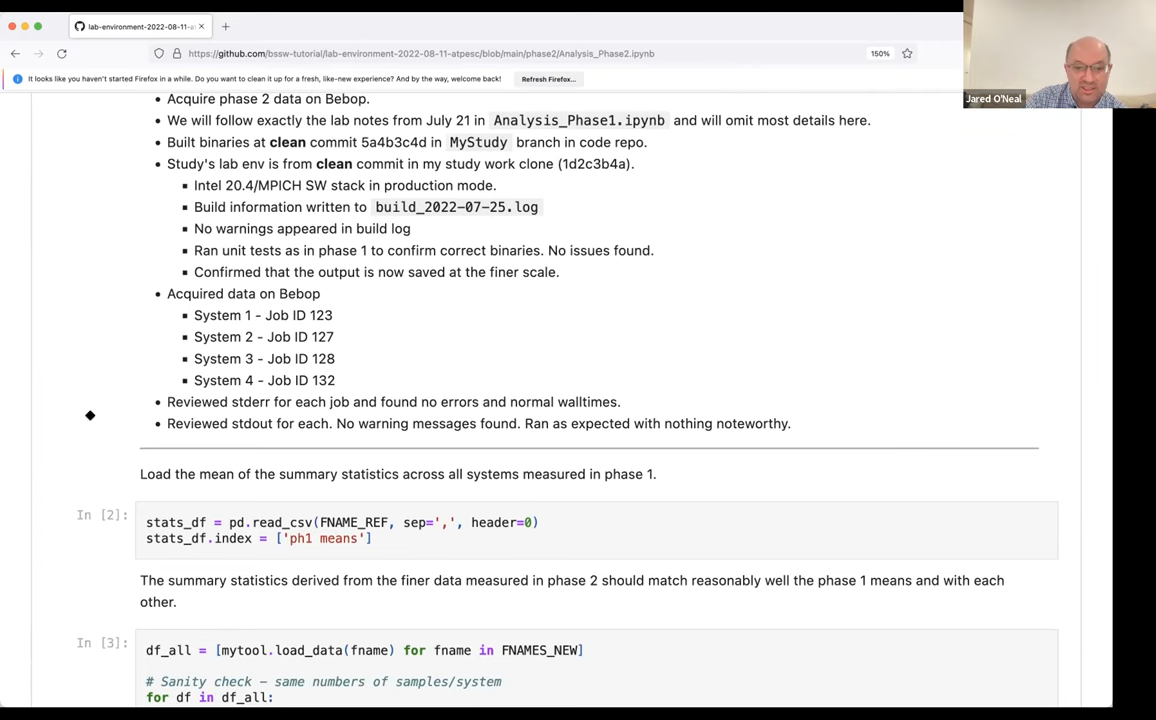 lab-environment-2022-08-11-at
https://github.com/bssw-tutorial/lab-environment-2022-08-11-atpesc/blob/main/phase2/Analysis_Phase2.ipynb
150%
It looks like you haven't started Firefox in a while. Do you want to clean it up for a fresh, like-new experience? And by the way, welcome back!
Refresh Firefox...
Jared O'Neal
• Acquire phase 2 data on Bebop.
• We will follow exactly the lab notes from July 21 in Analysis_Phase1.ipynb and will omit most details here.
• Built binaries at clean commit 5a4b3c4d in MyStudy branch in code repo.
• Study's lab env is from clean commit in my study work clone (1d2c3b4a).
▪ Intel 20.4/MPICH SW stack in production mode.
▪ Build information written to build_2022-07-25.log
▪ No warnings appeared in build log
▪ Ran unit tests as in phase 1 to confirm correct binaries. No issues found.
▪ Confirmed that the output is now saved at the finer scale.
• Acquired data on Bebop
▪ System 1 - Job ID 123
▪ System 2 - Job ID 127
▪ System 3 - Job ID 128
▪ System 4 - Job ID 132
• Reviewed stderr for each job and found no errors and normal walltimes.
• Reviewed stdout for each. No warning messages found. Ran as expected with nothing noteworthy.
Load the mean of the summary statistics across all systems measured in phase 1.
In [2]:
stats_df = pd.read_csv(FNAME_REF, sep=',', header=0)
stats_df.index = ['ph1 means']
The summary statistics derived from the finer data measured in phase 2 should match reasonably well the phase 1 means and with each
other.
In [3]:
df_all = [mytool.load_data(fname) for fname in FNAMES_NEW]
# Sanity check – same numbers of samples/system
for df in df_all: